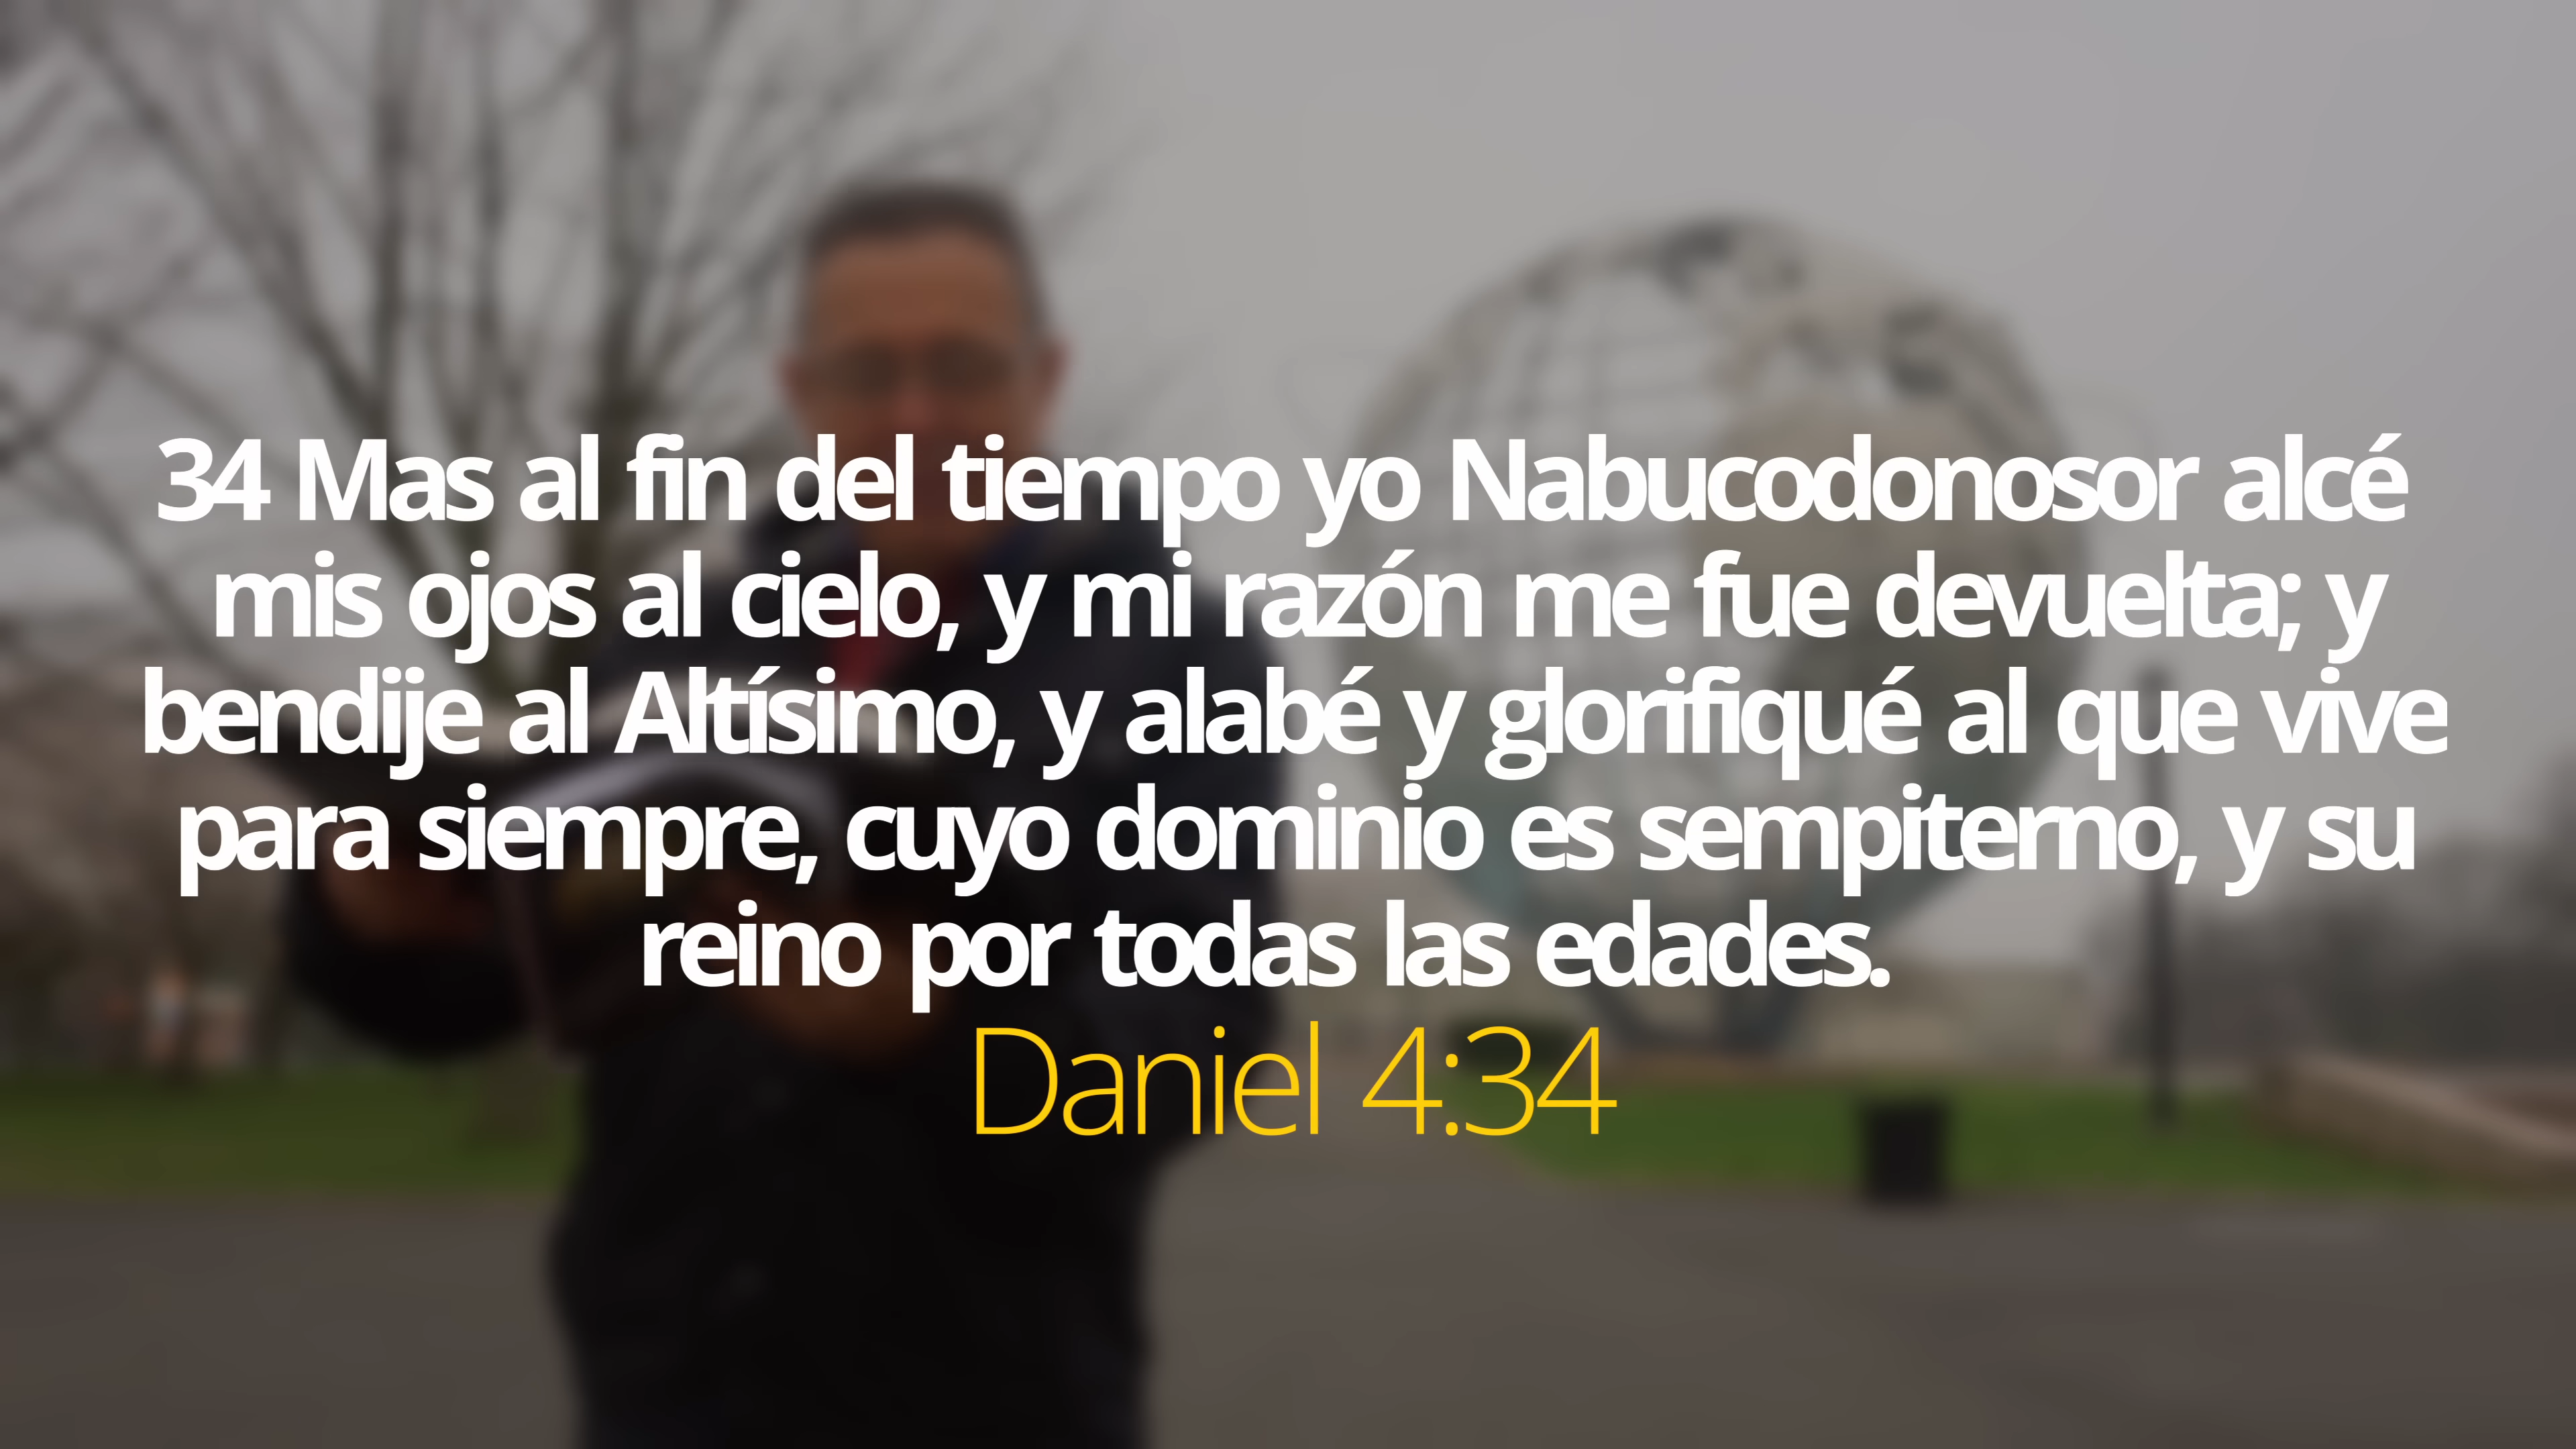 34 Mas al fin del tiempo yo Nabucodonosor alcé
mis ojos al cielo, y mi razón me fue devuelta; y
bendije al Altísimo, y alabé y glorifiqué al que vive
para siempre, cuyo dominio es sempiterno, y su
reino por todas las edades.
Daniel 4:34